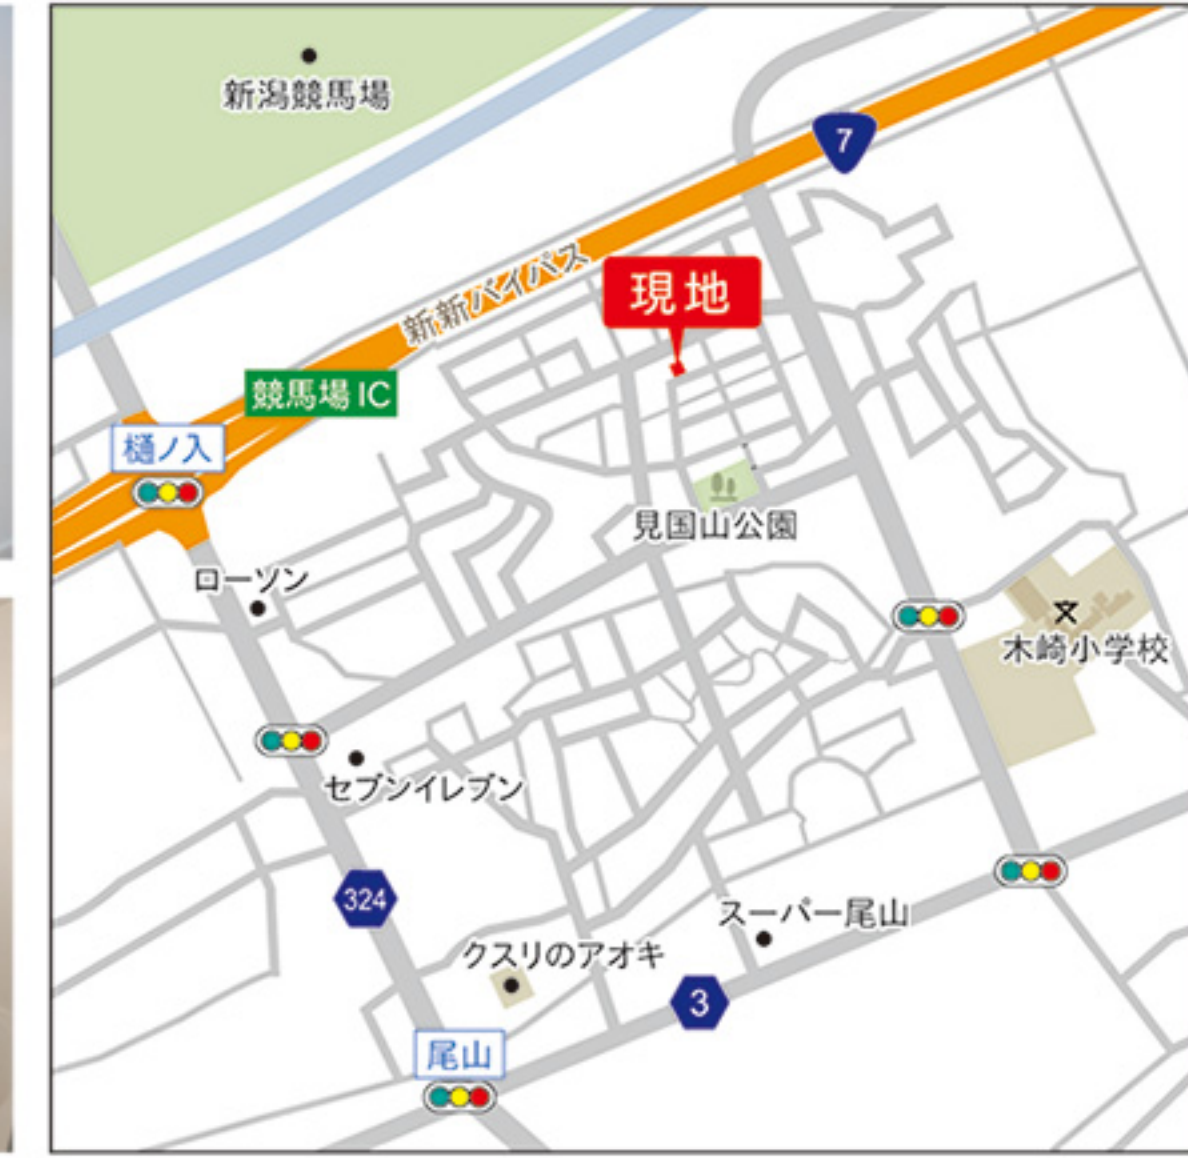 新潟競馬場
7
新新バイパス
現地
競馬場IC
樋ノ入
見国山公園
ローソン
木崎小学校
セブンイレブン
324
スーパー尾山
クスリのアオキ
3
尾山